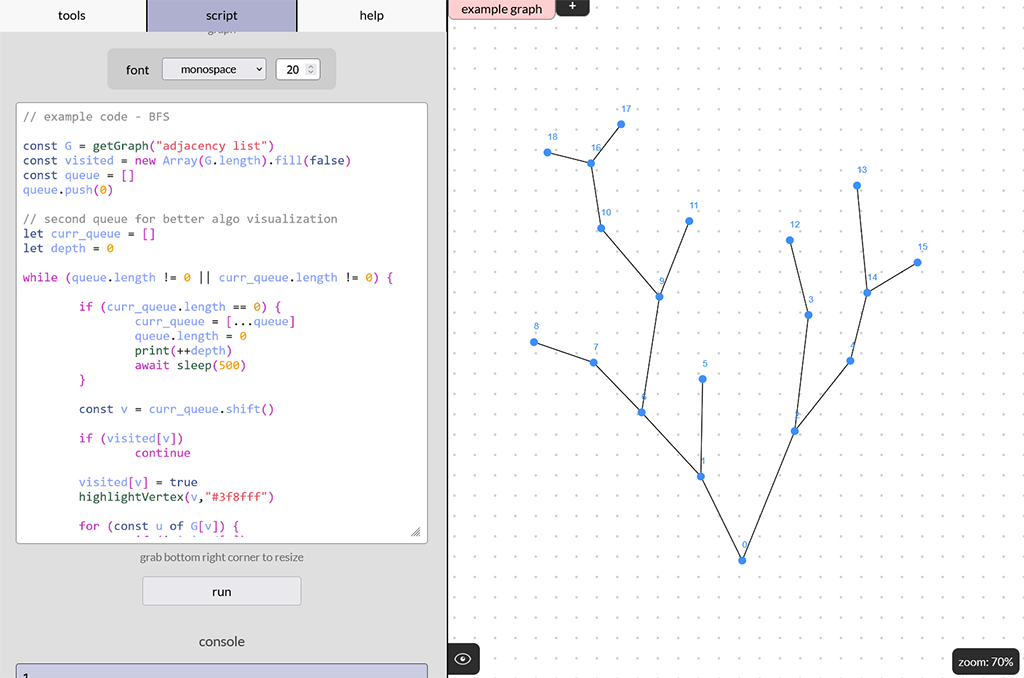 tools
script
help
example graph
+
graph
font
monospace
20
// example code - BFS
const G = getGraph("adjacency list")
const visited = new Array(G.length).fill(false)
const queue = []
queue.push(0)
// second queue for better algo visualization
let curr_queue = []
let depth = 0
while (queue.length != 0 || curr_queue.length != 0) {
if (curr_queue.length == 0) {
curr_queue = [...queue]
queue.length = 0
print(++depth)
await sleep(500)
}
const v = curr_queue.shift()
if (visited[v])
continue
visited[v] = true
highlightVertex(v,"#3f8fff")
for (const u of G[v]) {
grab bottom right corner to resize
run
console
1
17
18
16
13
10
11
12
15
9
14
3
8
7
4
5
6
2
1
0
zoom: 70%